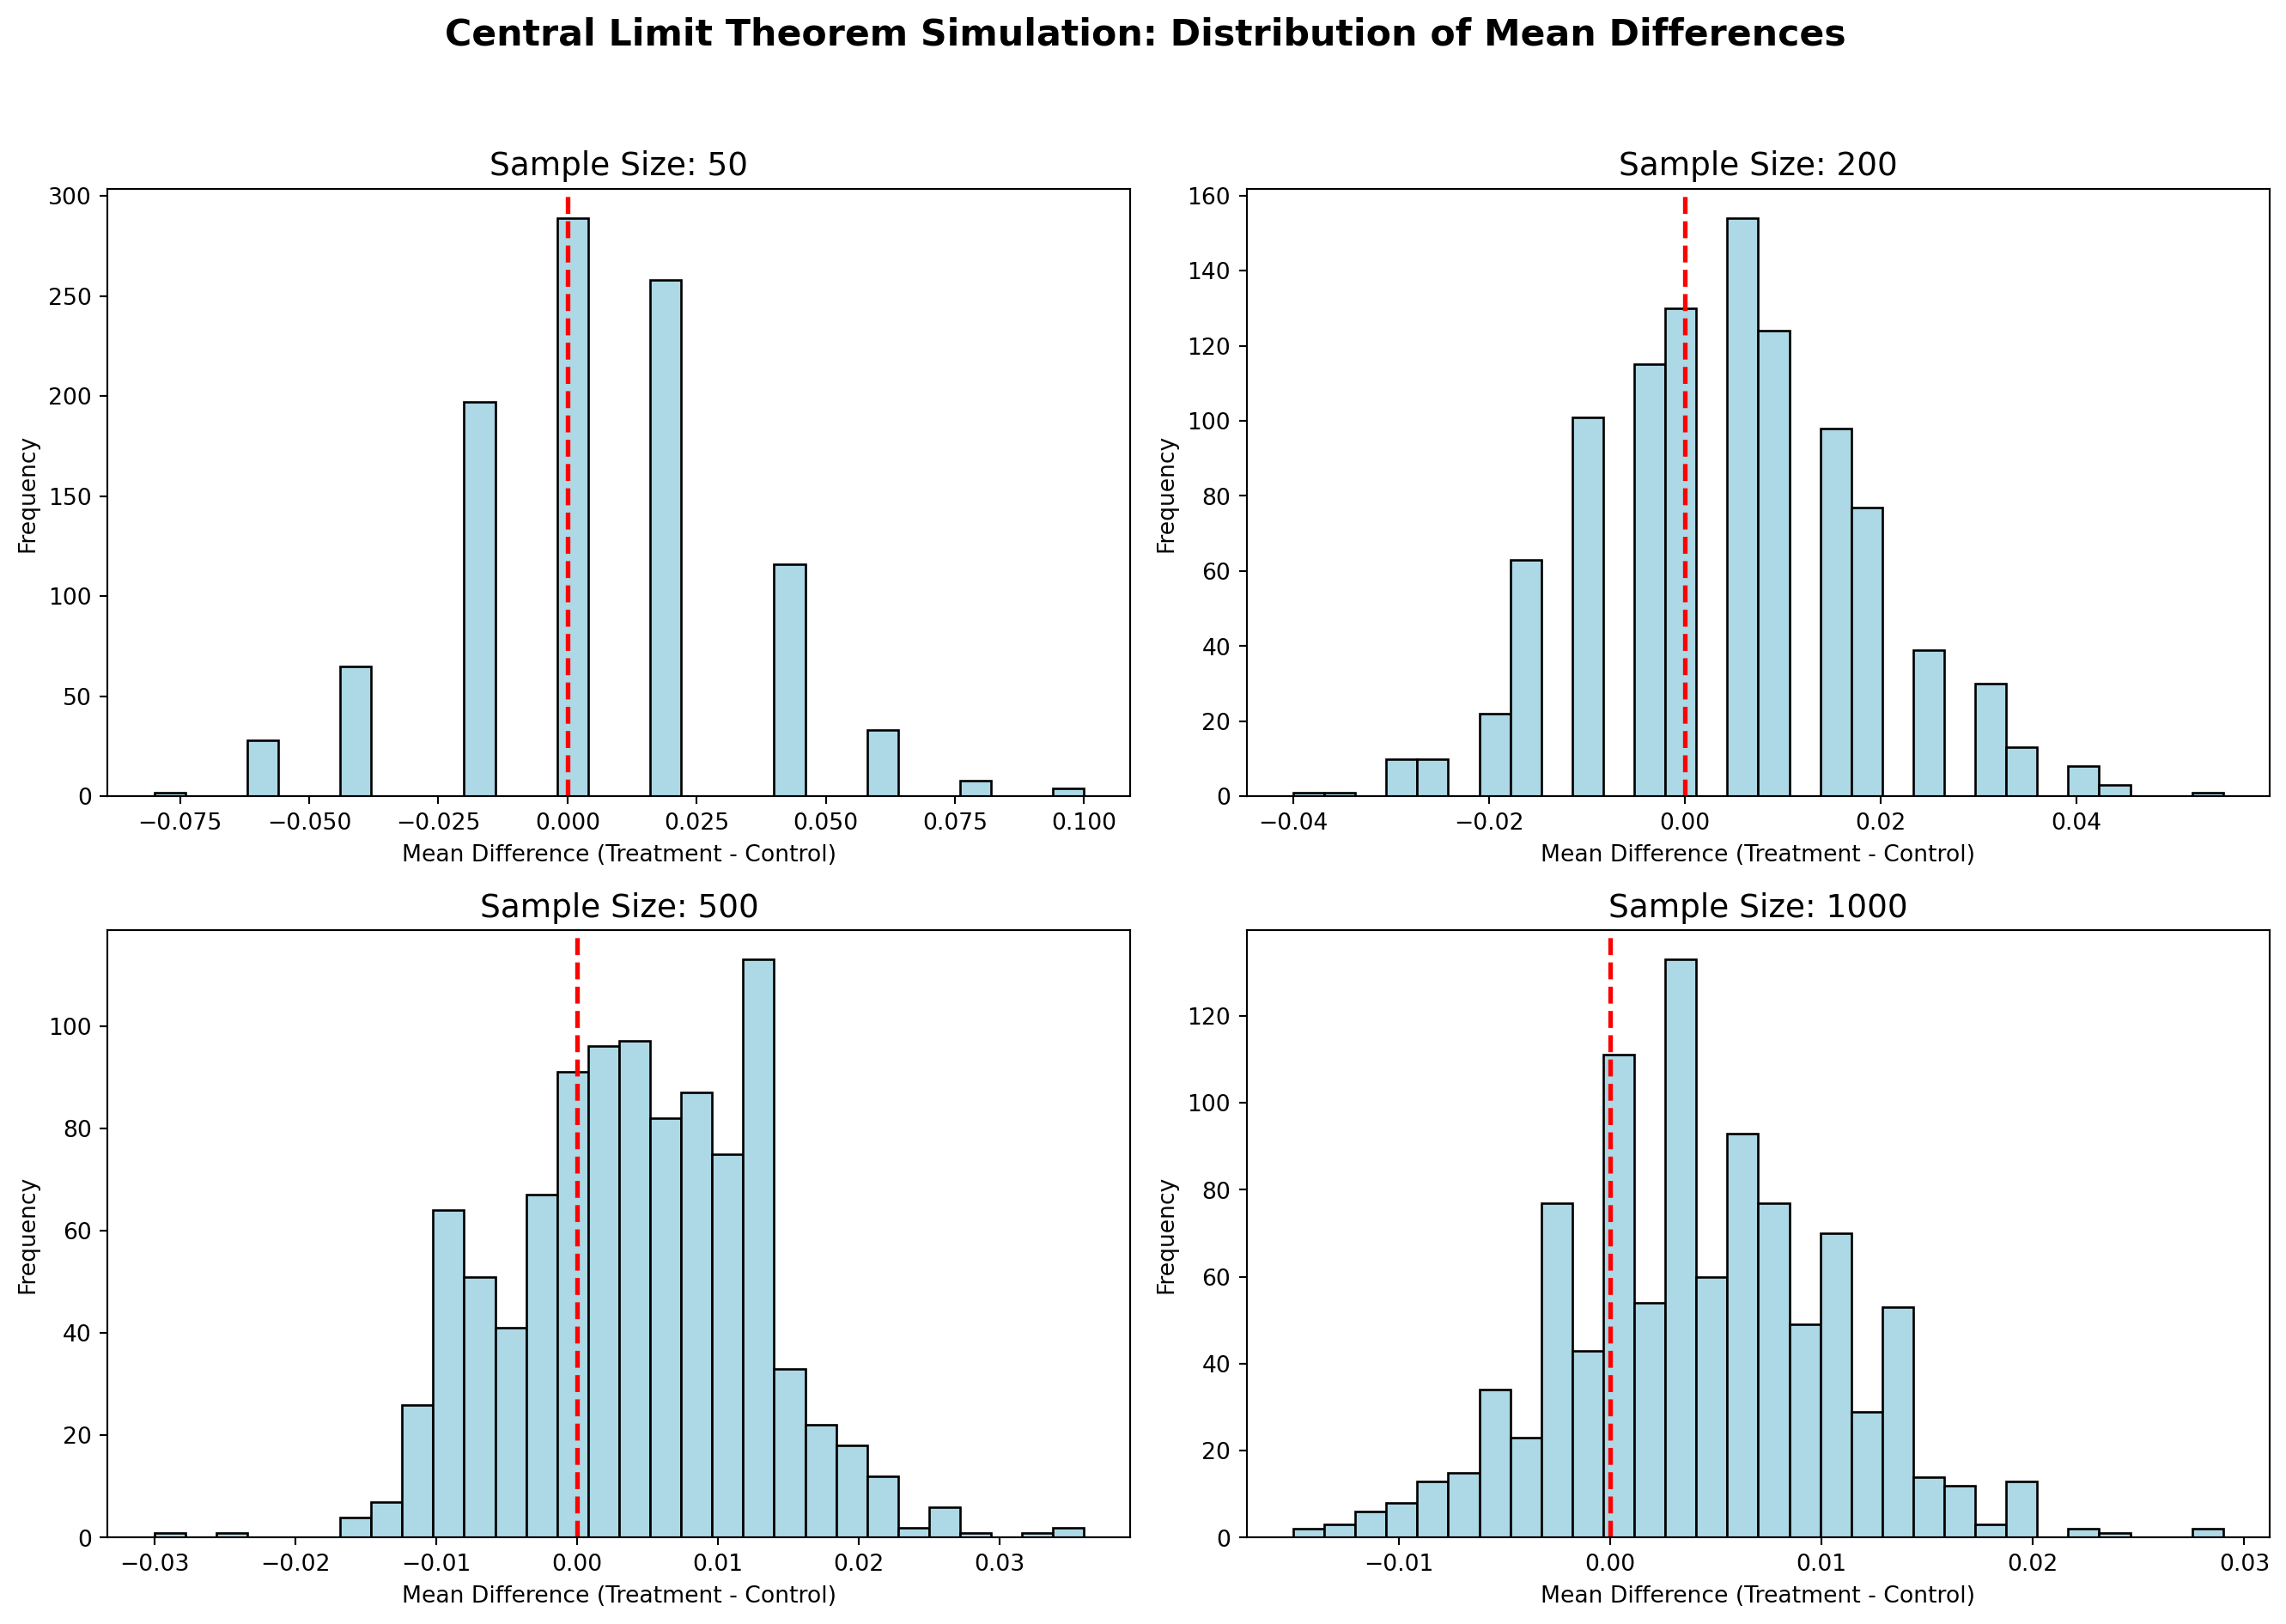 Central Limit Theorem Simulation: Distribution of Mean Differences
Sample Size: 50
300
250
200
150
100
50
0
Frequency
−0.075 −0.050 −0.025 0.000 0.025 0.050 0.075 0.100
Mean Difference (Treatment - Control)
Sample Size: 200
160
140
120
100
80
60
40
20
0
Frequency
−0.04 −0.02 0.00 0.02 0.04
Mean Difference (Treatment - Control)
Sample Size: 500
100
80
60
40
20
0
Frequency
−0.03 −0.02 −0.01 0.00 0.01 0.02 0.03
Mean Difference (Treatment - Control)
Sample Size: 1000
120
100
80
60
40
20
0
Frequency
−0.01 0.00 0.01 0.02 0.03
Mean Difference (Treatment - Control)